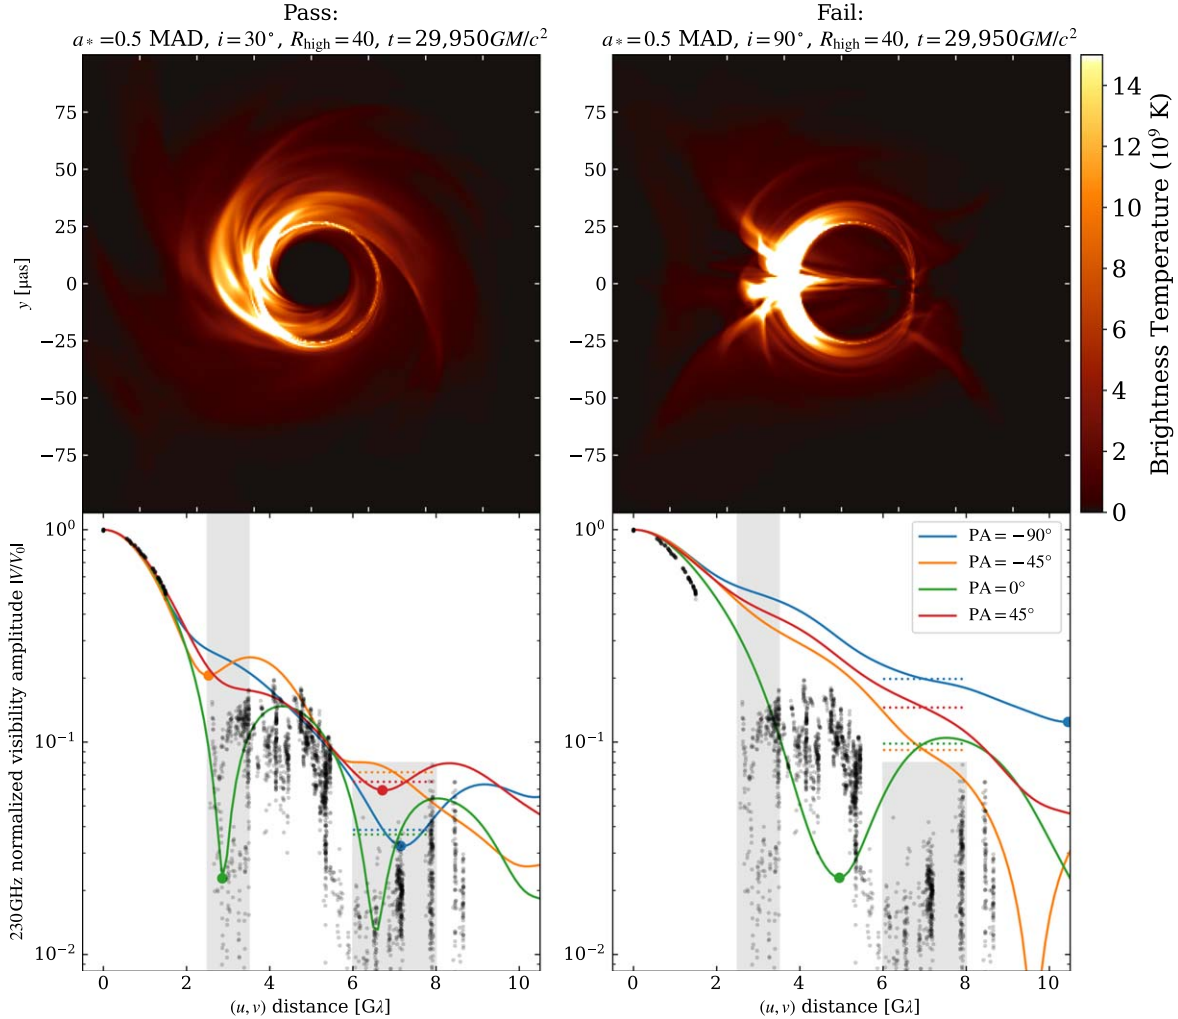 Pass:
a* =0.5 MAD, i=30°, Rhigh=40, t=29,950GM/c²
Fail:
a* =0.5 MAD, i=90°, Rhigh=40, t=29,950GM/c²
y [μas]
75
50
25
0
−25
−50
−75
14
12
10
8
6
4
2
0
Brightness Temperature (10⁹ K)
230GHz normalized visibility amplitude |V/V₀|
10⁰
10⁻¹
10⁻²
0 2 4 6 8 10
(u, v) distance [Gλ]
10⁰
10⁻¹
10⁻²
PA = −90°
PA = −45°
PA = 0°
PA = 45°
0 2 4 6 8 10
(u, v) distance [Gλ]
75
50
25
0
−25
−50
−75